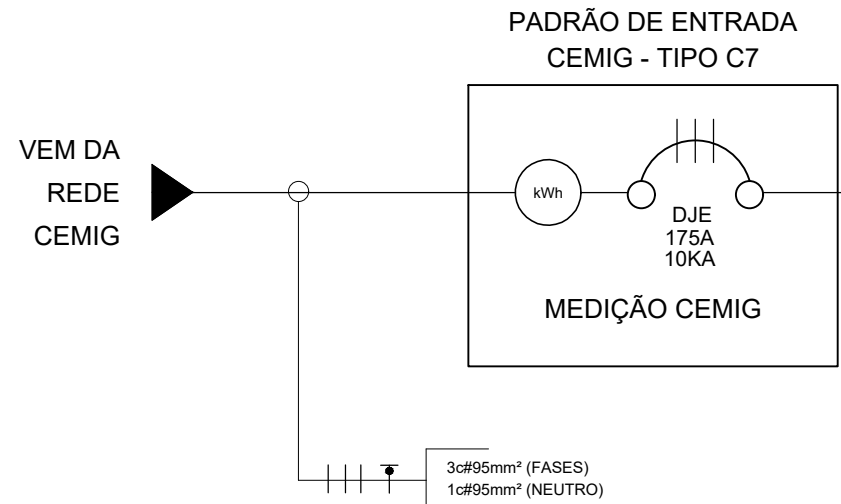 PADRÃO DE ENTRADA
CEMIG - TIPO C7
VEM DA
REDE
CEMIG
kWh
DJE
175A
10KA
MEDIÇÃO CEMIG
3c#95mm² (FASES)
1c#95mm² (NEUTRO)